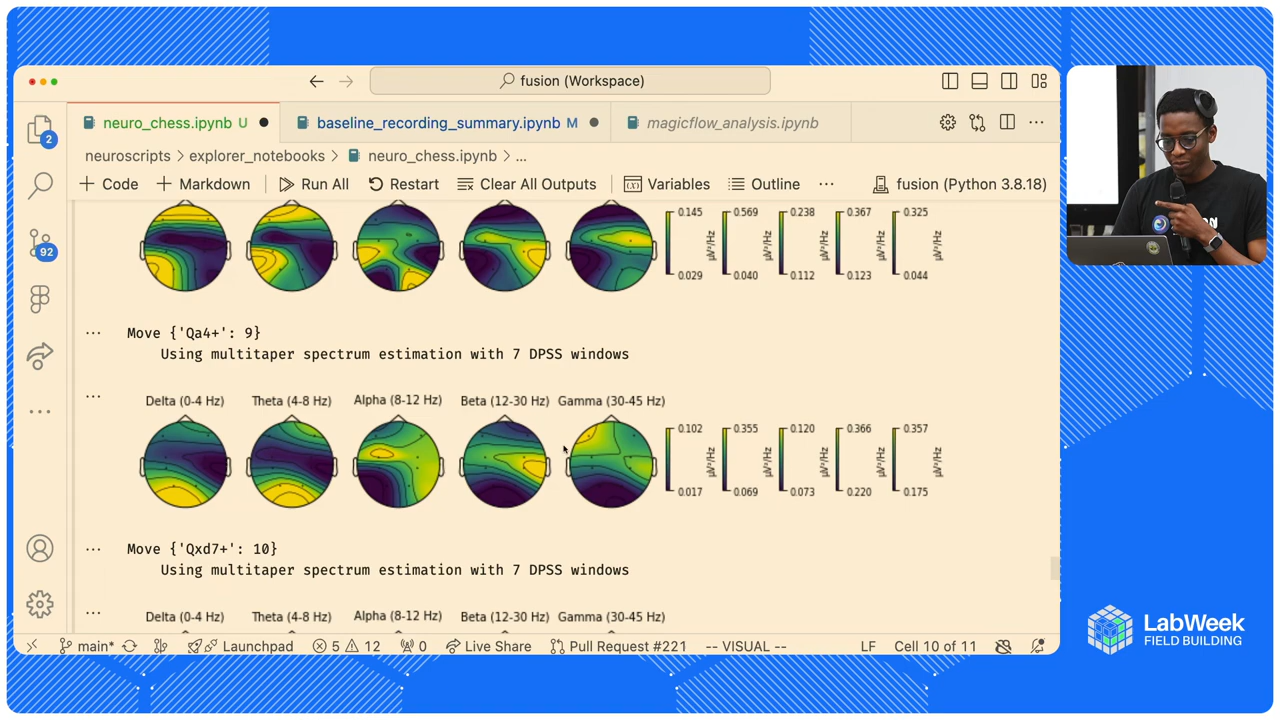 fusion (Workspace)
neuro_chess.ipynb U
baseline_recording_summary.ipynb M
magicflow_analysis.ipynb
neuroscripts > explorer_notebooks > neuro_chess.ipynb > ...
+ Code + Markdown Run All Restart Clear All Outputs Variables Outline ... fusion (Python 3.8.18)
2
92
0.145 0.569 0.238 0.367 0.325
µV²/Hz µV²/Hz µV²/Hz µV²/Hz µV²/Hz
0.029 0.040 0.112 0.123 0.044
Move {'Qa4+': 9}
Using multitaper spectrum estimation with 7 DPSS windows
Delta (0-4 Hz) Theta (4-8 Hz) Alpha (8-12 Hz) Beta (12-30 Hz) Gamma (30-45 Hz)
0.102 0.355 0.120 0.366 0.357
µV²/Hz µV²/Hz µV²/Hz µV²/Hz µV²/Hz
0.017 0.069 0.073 0.220 0.175
Move {'Qxd7+': 10}
Using multitaper spectrum estimation with 7 DPSS windows
Delta (0-4 Hz) Theta (4-8 Hz) Alpha (8-12 Hz) Beta (12-30 Hz) Gamma (30-45 Hz)
main* Launchpad 5 12 0 Live Share Pull Request #221 -- VISUAL -- LF Cell 10 of 11
LabWeek
FIELD BUILDING